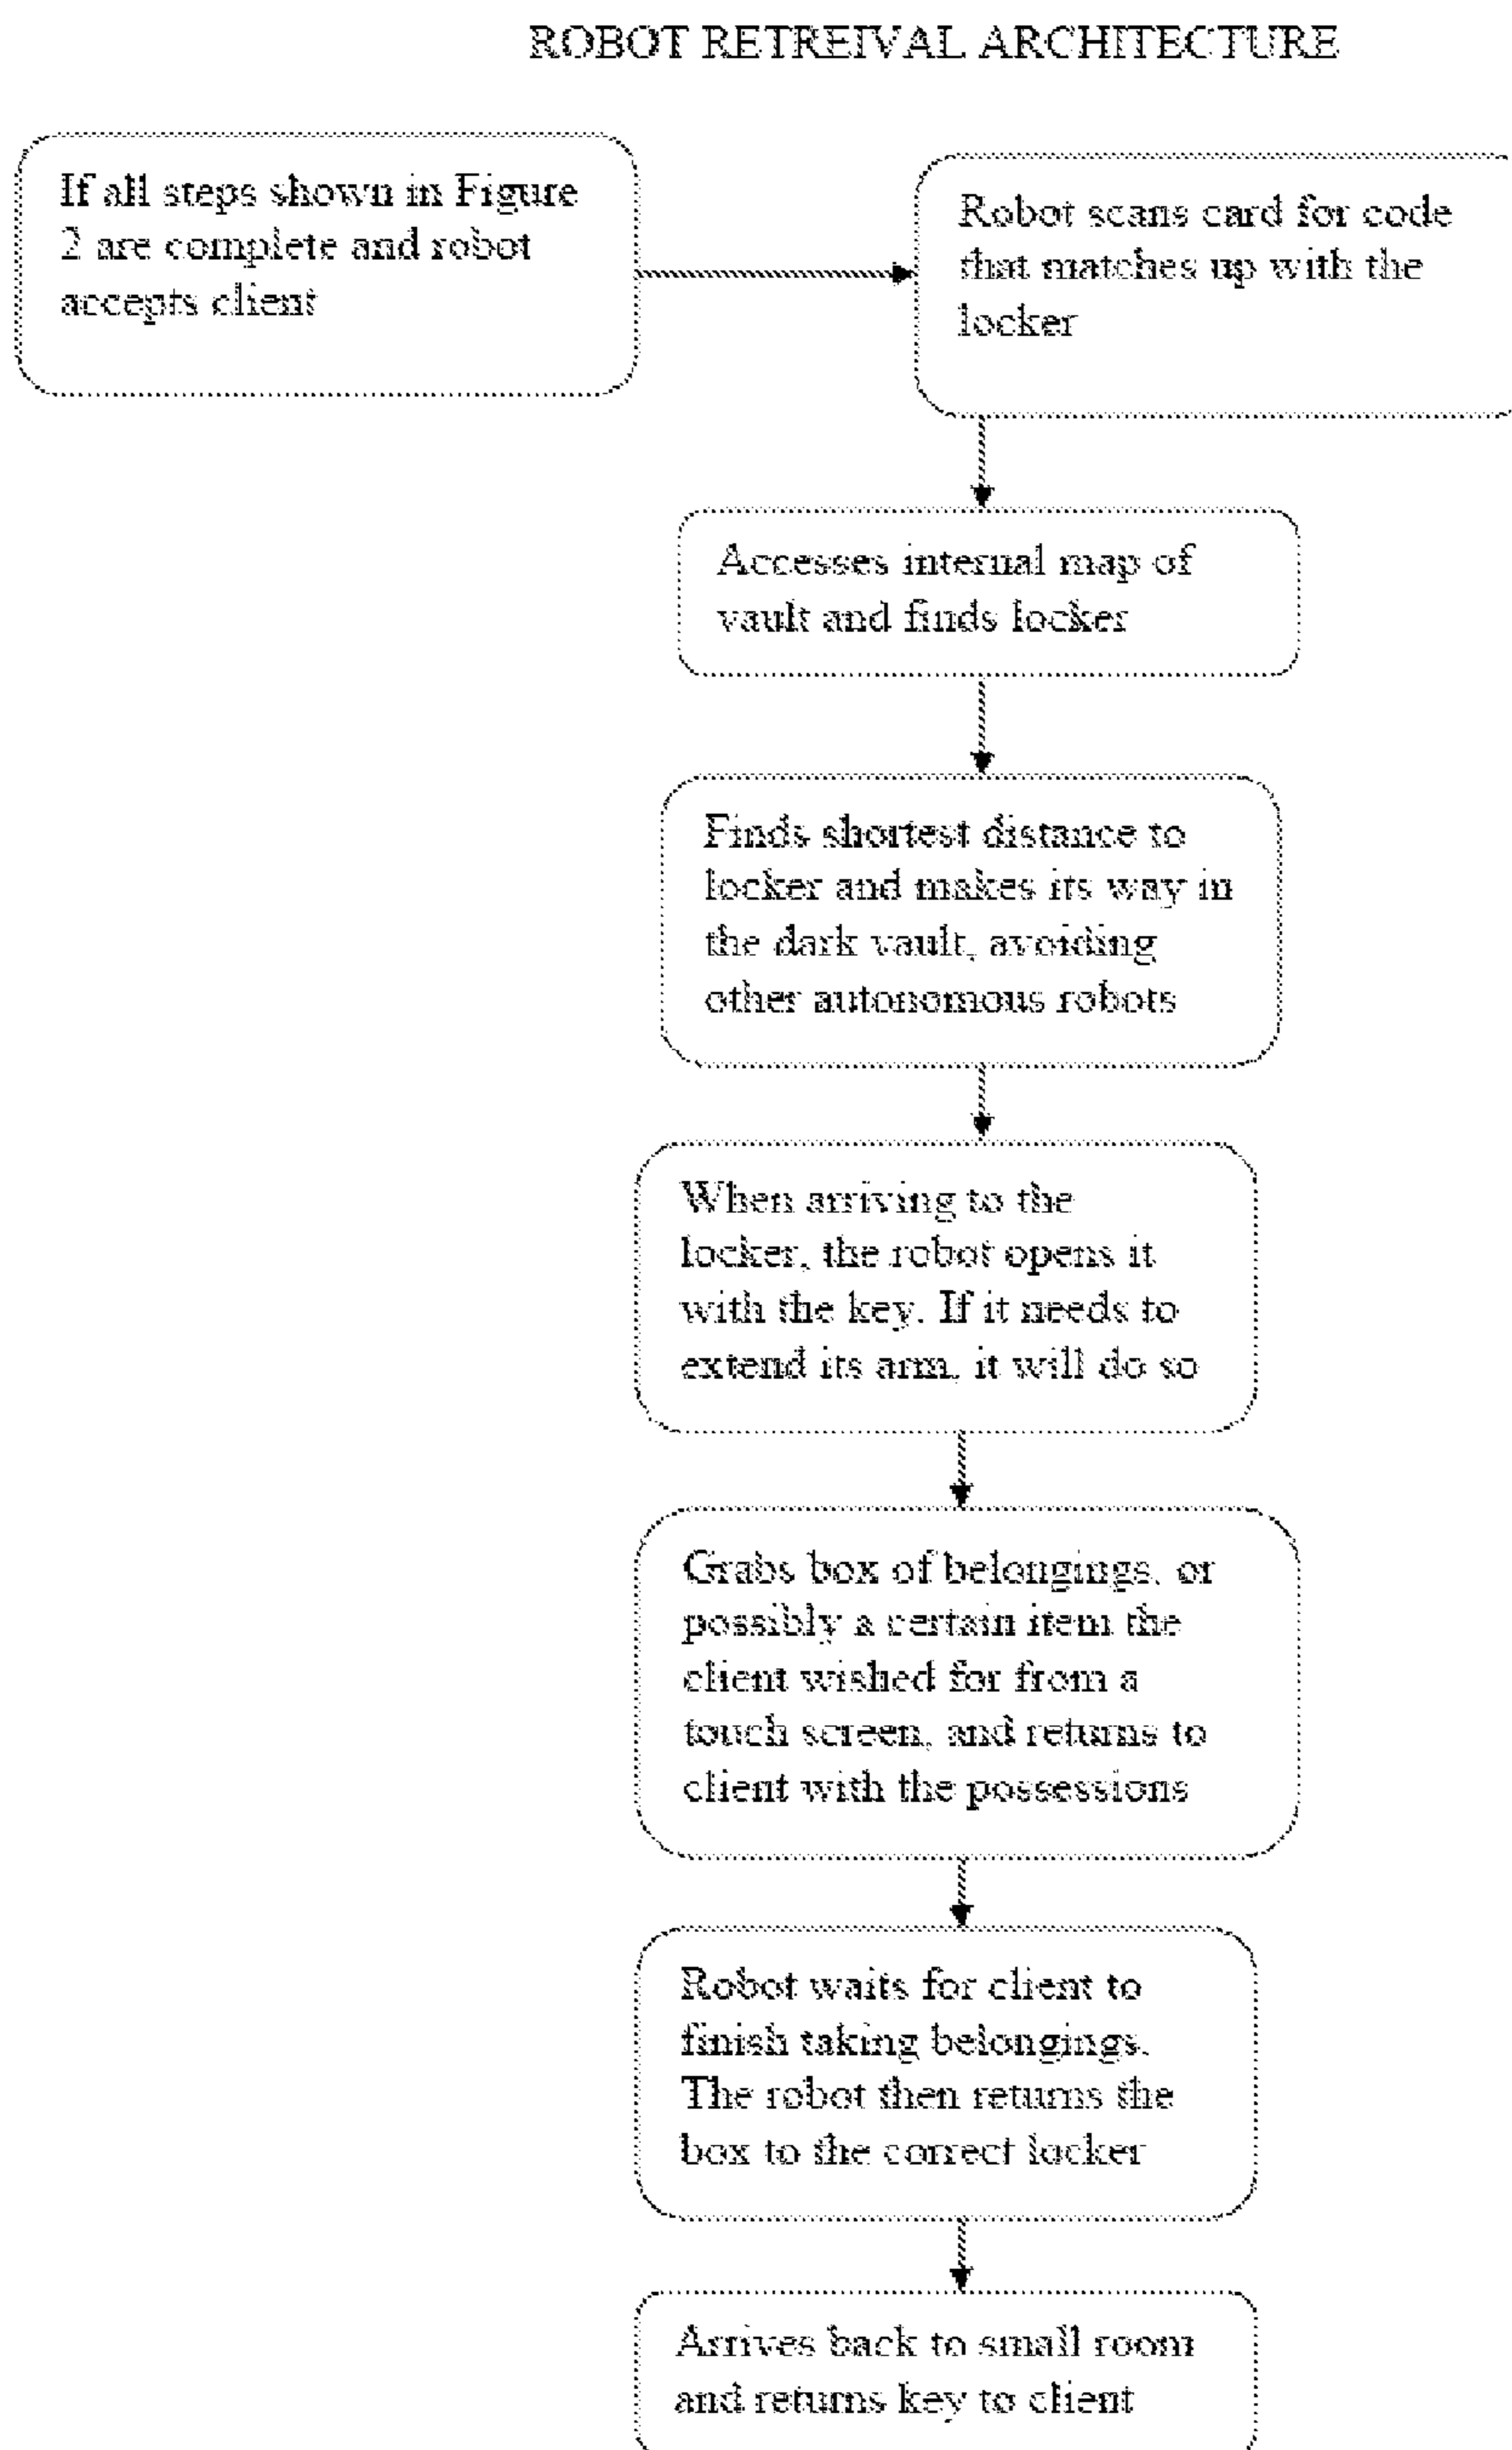 ROBOT RETREIVAL ARCHITECTURE
If all steps shown in Figure
2 are complete and robot
accepts client
Robot scans card for code
that matches up with the
locker
Accesses internal map of
vault and finds locker
Finds shortest distance to
locker and makes its way in
the dark vault, avoiding
other autonomous robots
When arriving to the
locker, the robot opens it
with the key. If it needs to
extend its arm, it will do so
Grabs box of belongings, or
possibly a certain item the
client wished for from a
touch screen, and returns to
client with the possessions
Robot waits for client to
finish taking belongings.
The robot then returns the
box to the correct locker
Arrives back to small room
and returns key to client